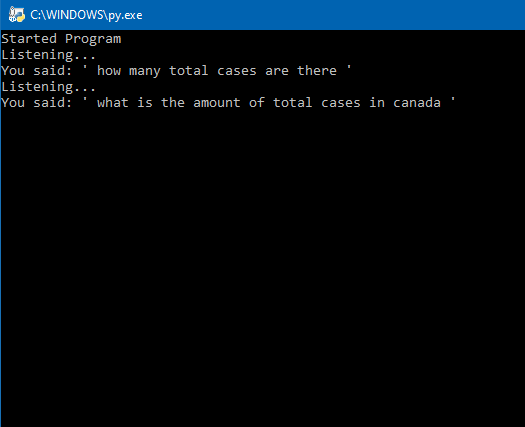 C:\WINDOWS\py.exe
Started Program
Listening...
You said: ' how many total cases are there '
Listening...
You said: ' what is the amount of total cases in canada '